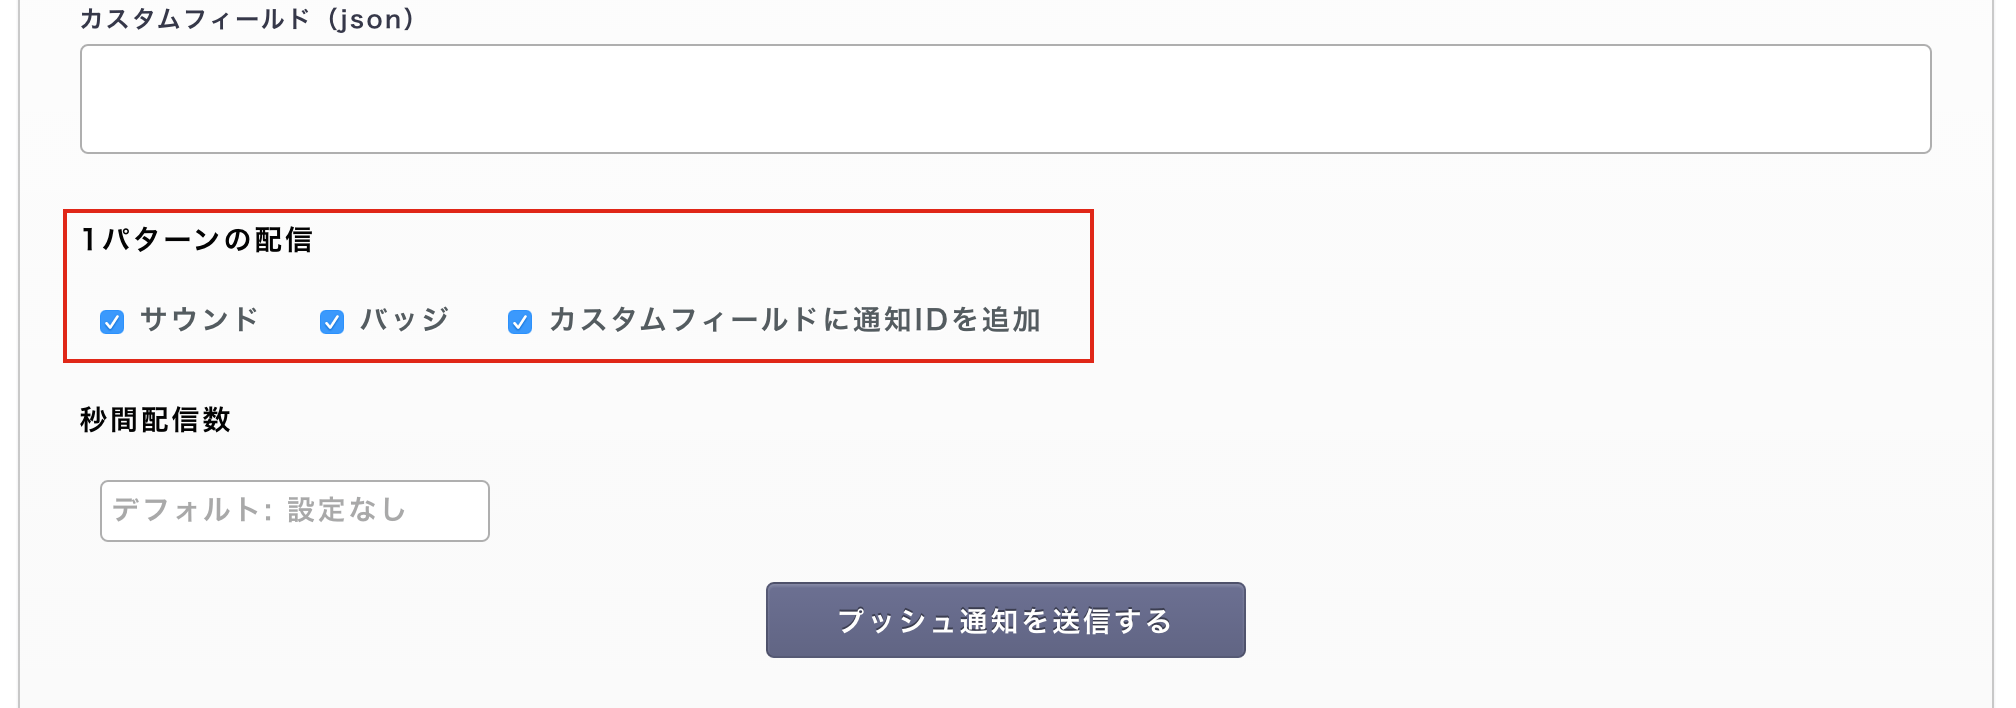 カスタムフィールド（json）
1パターンの配信
サウンド バッジ カスタムフィールドに通知IDを追加
秒間配信数
デフォルト: 設定なし
プッシュ通知を送信する